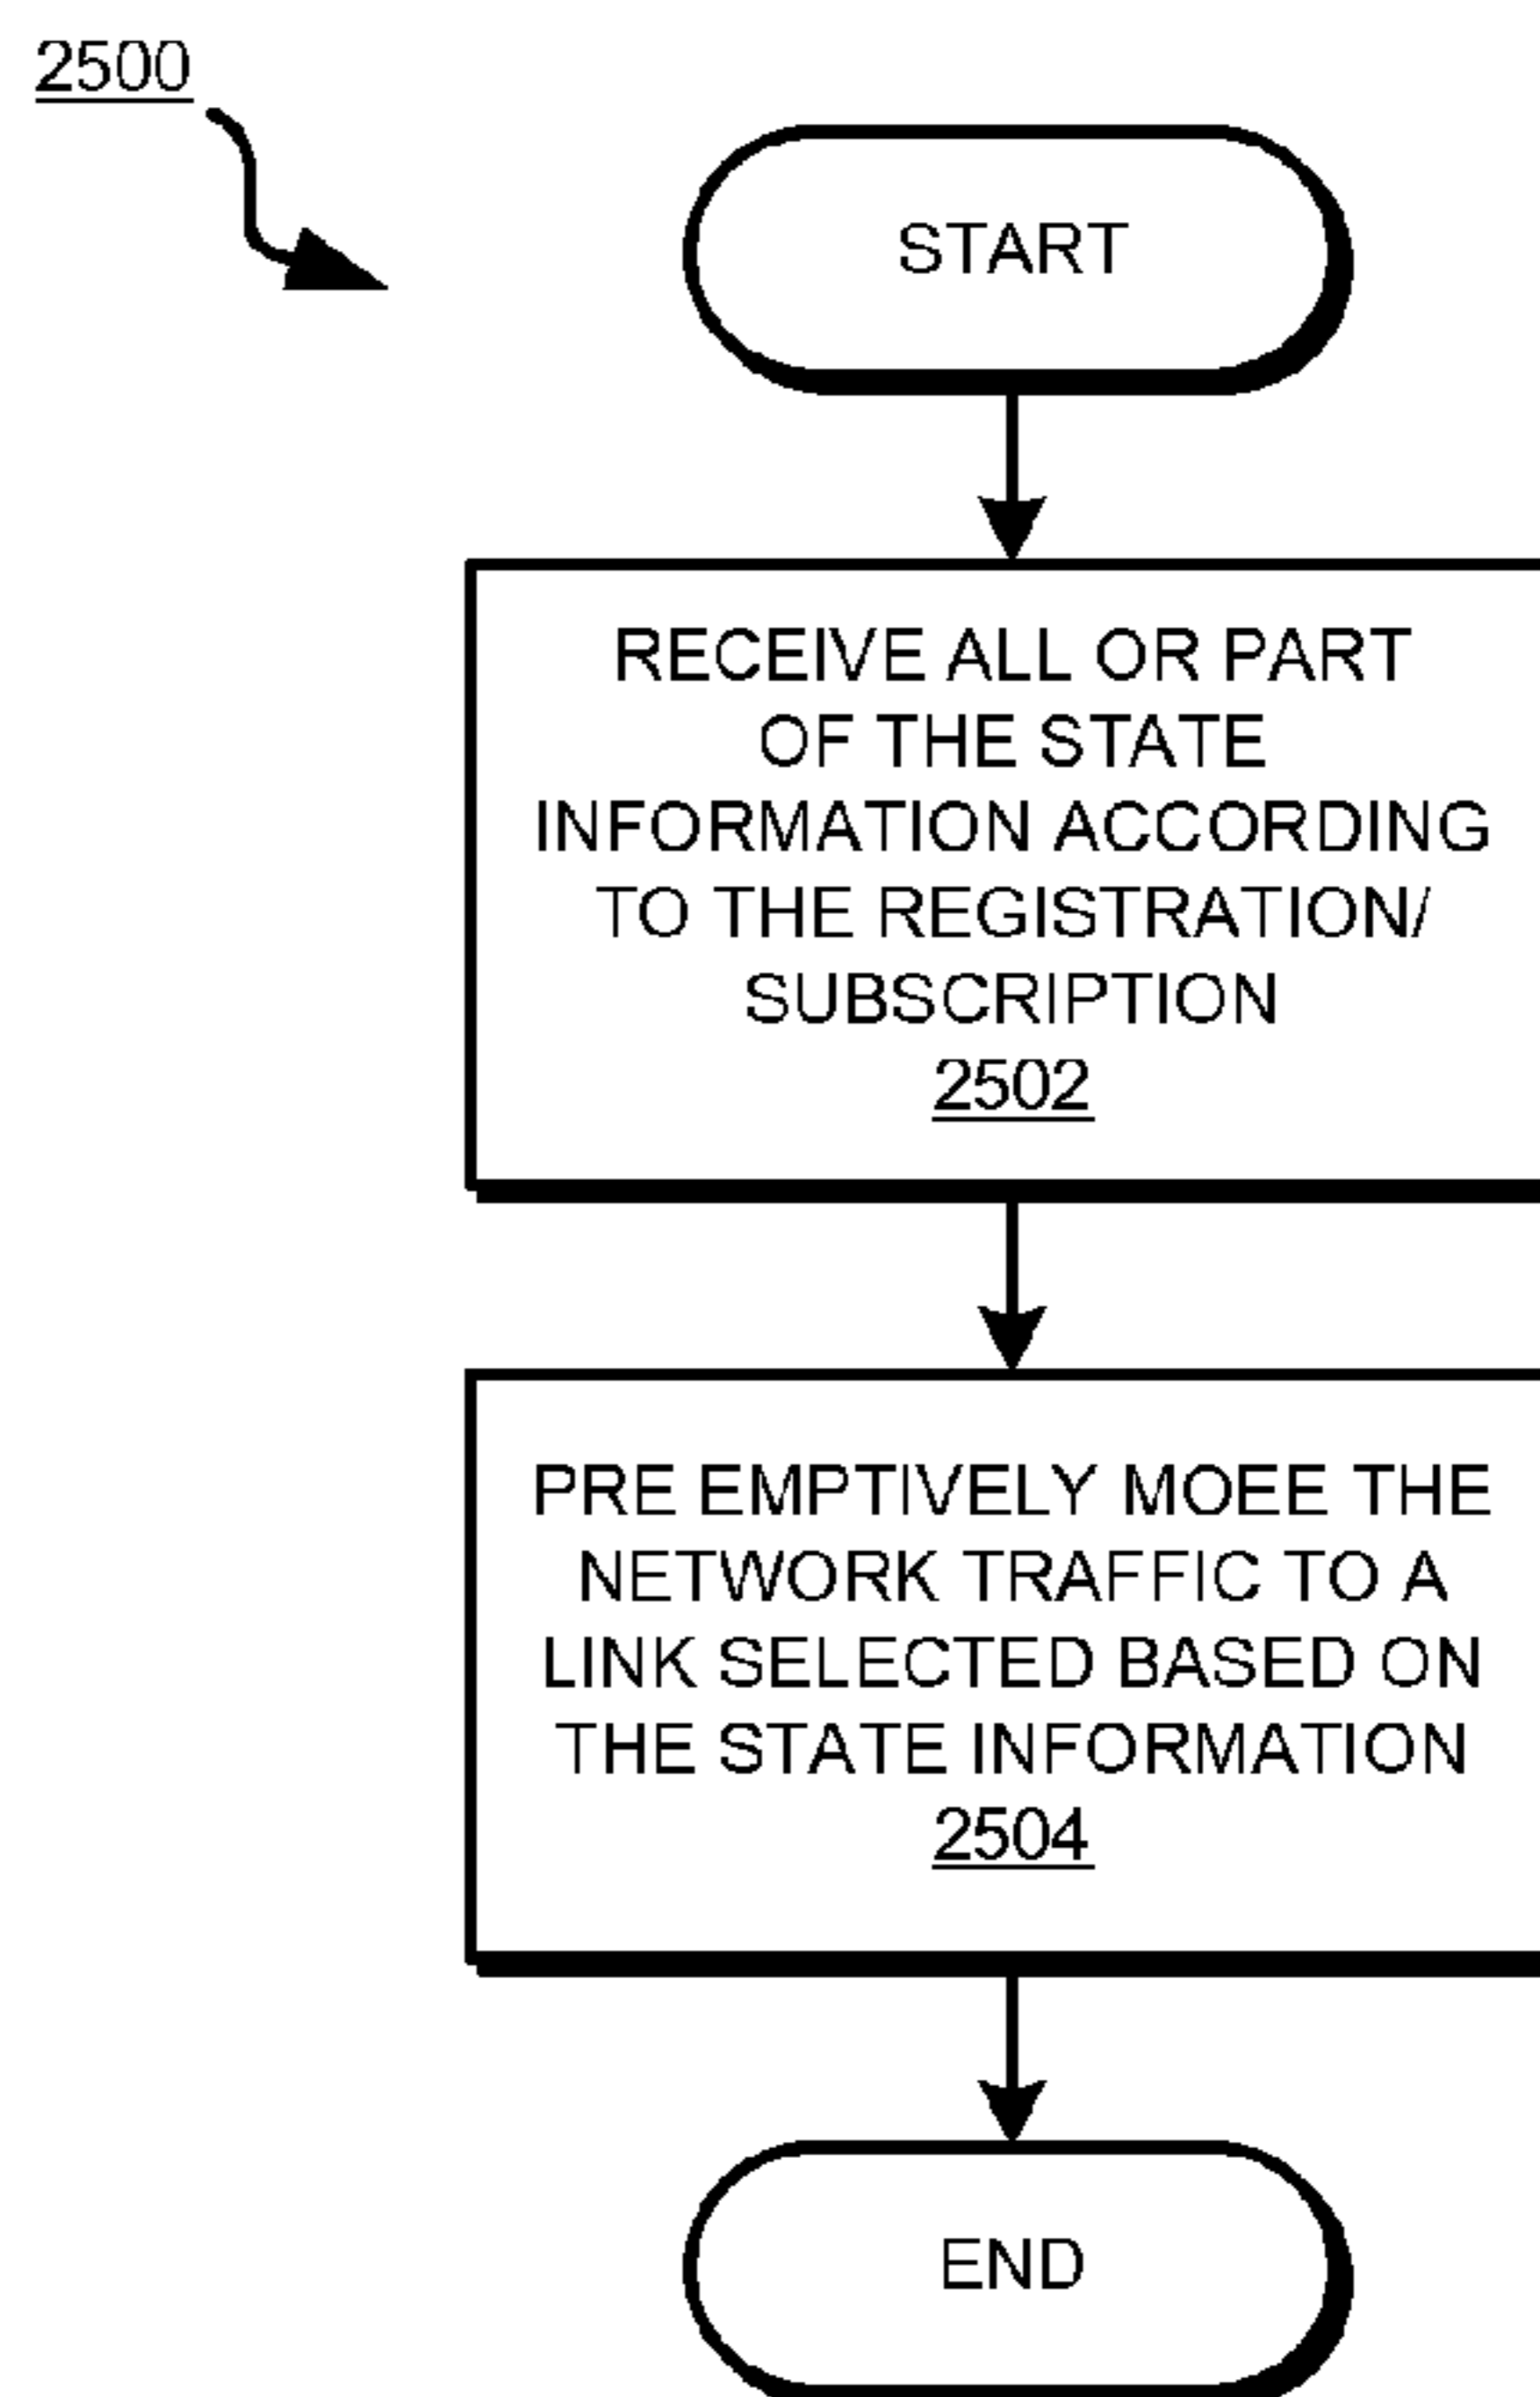 2500
START
RECEIVE ALL OR PART
OF THE STATE
INFORMATION ACCORDING
TO THE REGISTRATION/
SUBSCRIPTION
2502
PRE EMPTIVELY MOEE THE
NETWORK TRAFFIC TO A
LINK SELECTED BASED ON
THE STATE INFORMATION
2504
END